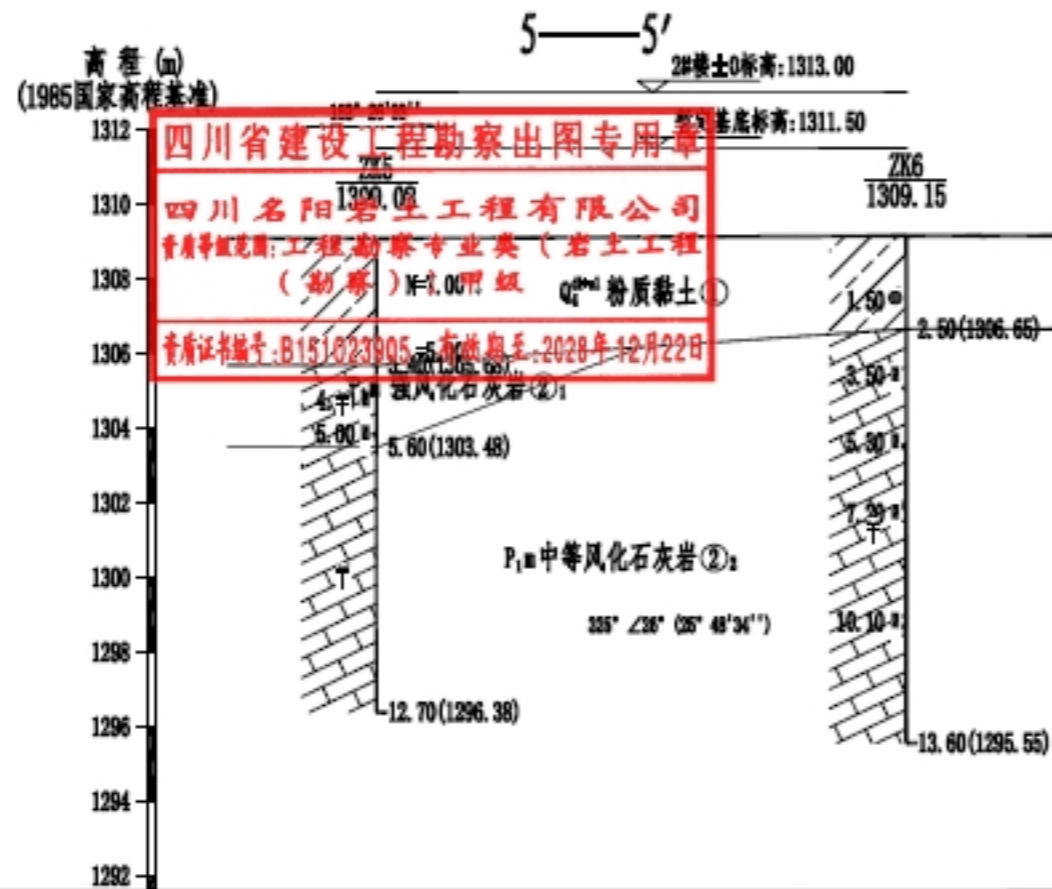 5——5′
高 程 (m)
(1985国家高程基准)
2#楼±0标高:1313.00
基底标高:1311.50
四川省建设工程勘察出图专用章
四川名阳岩土工程有限公司
资质等级范围:工程勘察专业类(岩土工程
(勘察))甲级
资质证书编号:B151023905 有效期至:2028年12月22日
ZK5
ZK6
1309.15
粉质黏土①
1.50
2.50(1306.65)
强风化石灰岩②₁
3.50
5.00
5.60(1303.48)
5.30
7.20
P₁m中等风化石灰岩②₂
10.10
12.70(1296.38)
13.60(1295.55)
1312
1310
1308
1306
1304
1302
1300
1298
1296
1294
1292